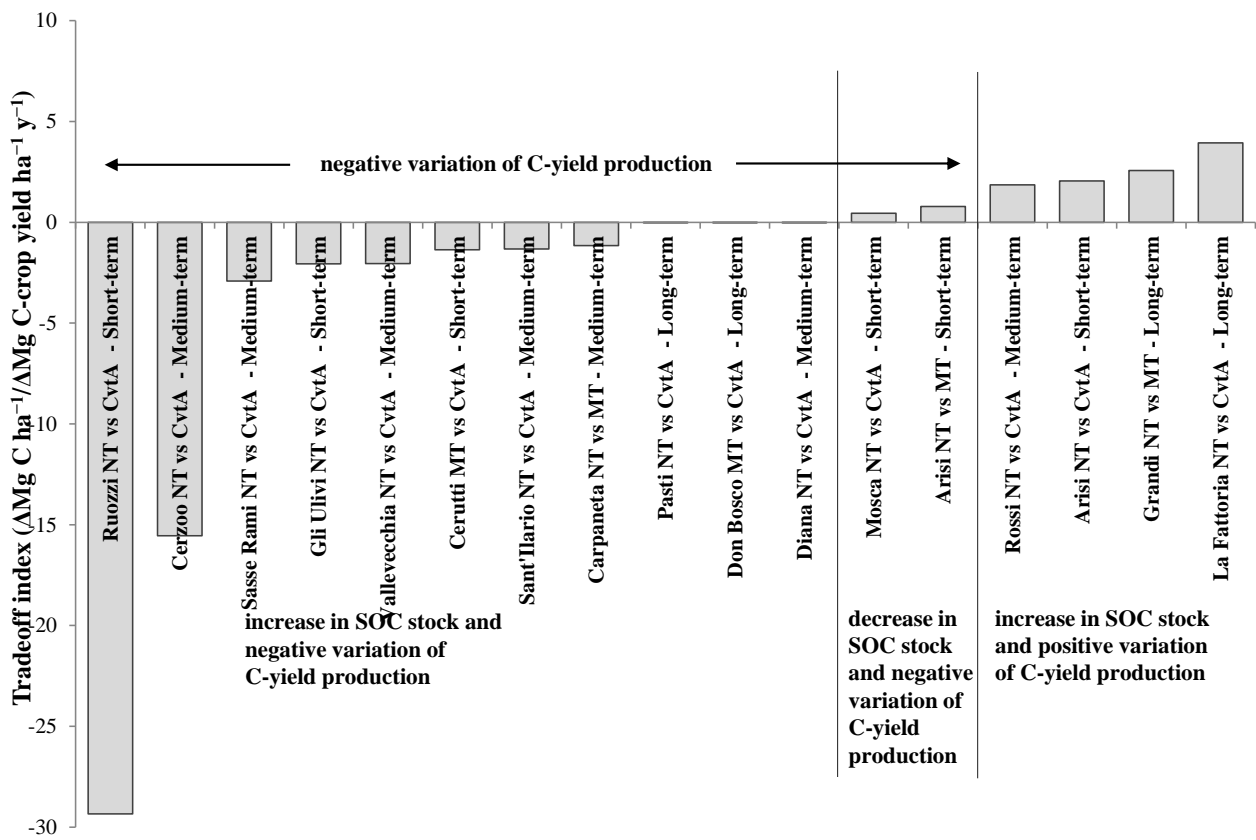 Tradeoff index (ΔMg C ha⁻¹/ΔMg C-crop yield ha⁻¹ y⁻¹)
10
5
0
-5
-10
-15
-20
-25
-30
negative variation of C-yield production
Ruozzi NT vs CvtA - Short-term
Cerzoo NT vs CvtA - Medium-term
Sasse Rami NT vs CvtA - Medium-term
Gli Ulivi NT vs CvtA - Short-term
Vallevecchia NT vs CvtA - Medium-term
Cerutti MT vs CvtA - Short-term
Sant'Ilario NT vs CvtA - Medium-term
Carpaneta NT vs MT - Medium-term
Pasti NT vs CvtA - Long-term
Don Bosco MT vs CvtA - Long-term
Diana NT vs CvtA - Medium-term
Mosca NT vs CvtA - Short-term
Arisi NT vs MT - Short-term
Rossi NT vs CvtA - Medium-term
Arisi NT vs CvtA - Short-term
Grandi NT vs MT - Long-term
La Fattoria NT vs CvtA - Long-term
increase in SOC stock and
negative variation of
C-yield production
decrease in
SOC stock
and negative
variation of
C-yield
production
increase in SOC stock
and positive variation
of C-yield production